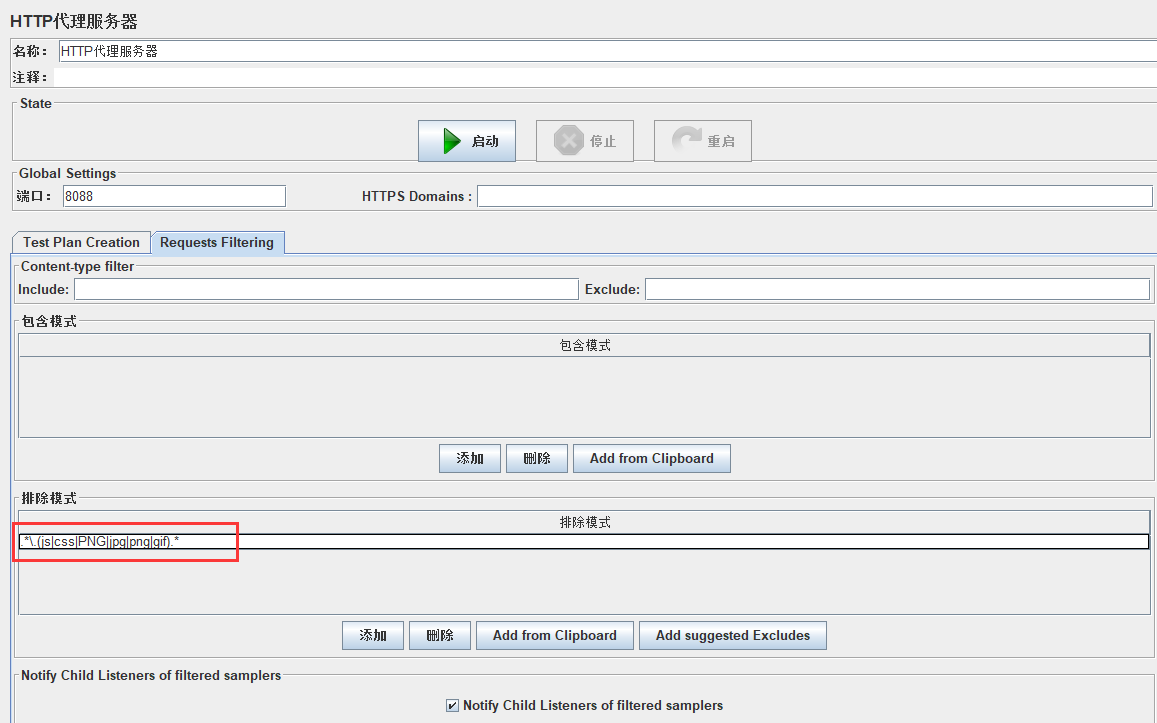 HTTP代理服务器
名称： HTTP代理服务器
注释：
State
启动 停止 重启
Global Settings
端口： 8088 HTTPS Domains :
Test Plan Creation Requests Filtering
Content-type filter
Include: Exclude:
包含模式
包含模式
添加 删除 Add from Clipboard
排除模式
排除模式
.*\.(js|css|PNG|jpg|png|gif).*
添加 删除 Add from Clipboard Add suggested Excludes
Notify Child Listeners of filtered samplers
Notify Child Listeners of filtered samplers